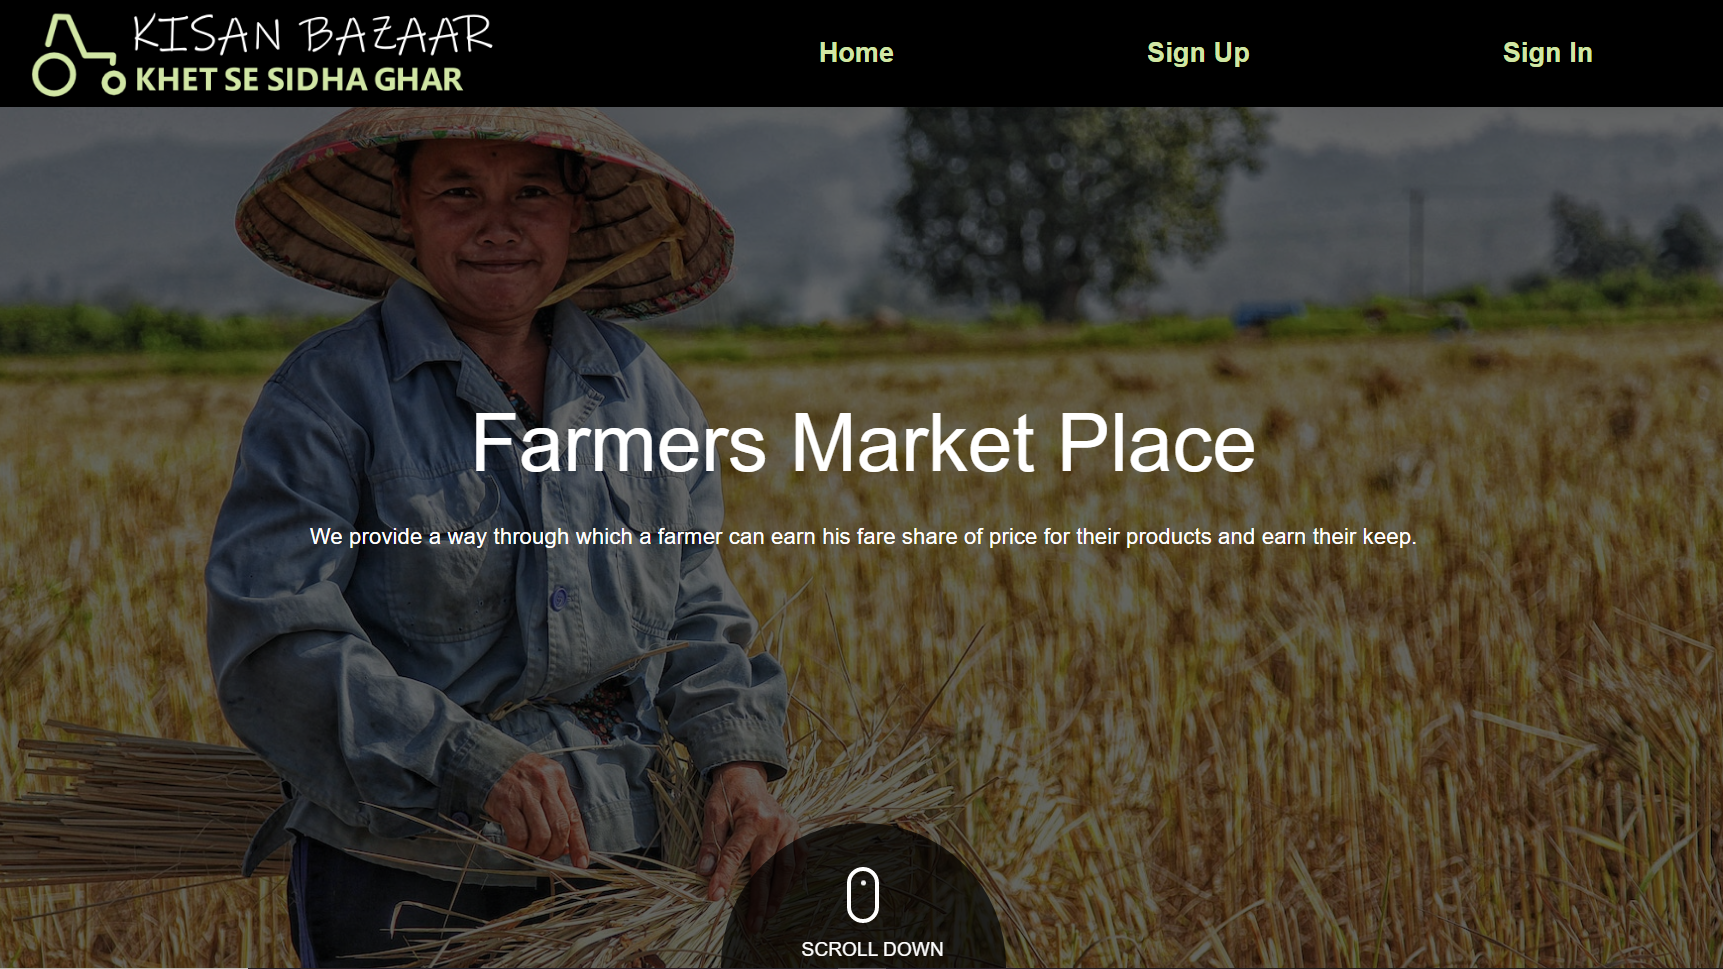 KISAN BAZAAR
KHET SE SIDHA GHAR
Home
Sign Up
Sign In
Farmers Market Place
We provide a way through which a farmer can earn his fare share of price for their products and earn their keep.
SCROLL DOWN